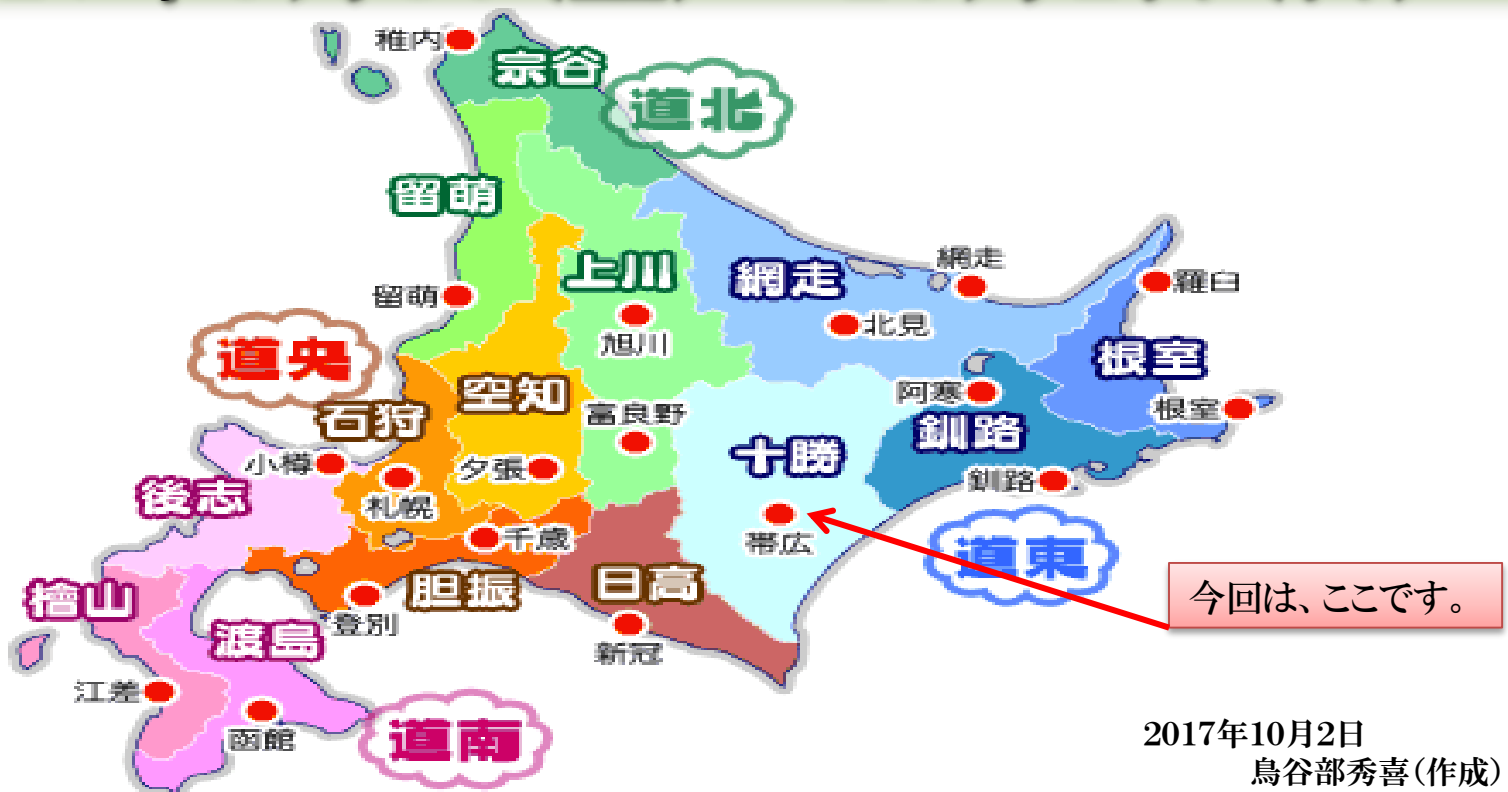 稚内
宗谷
道北
留萌
上川
網走
網走
羅臼
留萌
旭川
北見
道央
根室
空知
阿寒
石狩
富良野
根室
釧路
十勝
小樽
夕張
釧路
後志
札幌
千歳
帯広
道東
胆振
日高
今回は、ここです。
檜山
登別
渡島
新冠
江差
函館
道南
2017年10月2日
鳥谷部秀喜(作成)